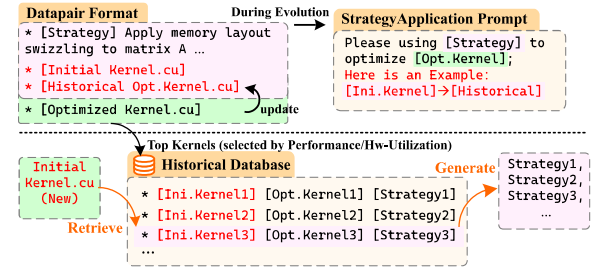 Datapair Format
During Evolution
StrategyApplication Prompt
* [Strategy] Apply memory layout
swizzling to matrix A …
* [Initial Kernel.cu]
* [Historical Opt.Kernel.cu]
* [Optimized Kernel.cu]
update
Please using [Strategy] to
optimize [Opt.Kernel];
Here is an Example:
[Ini.Kernel]→[Historical]
Top Kernels (selected by Performance/Hw-Utilization)
Historical Database
Initial
Kernel.cu
(New)
Retrieve
* [Ini.Kernel1] [Opt.Kernel1] [Strategy1]
* [Ini.Kernel2] [Opt.Kernel2] [Strategy2]
* [Ini.Kernel3] [Opt.Kernel3] [Strategy3]
…
Generate
Strategy1,
Strategy2,
Strategy3,
…